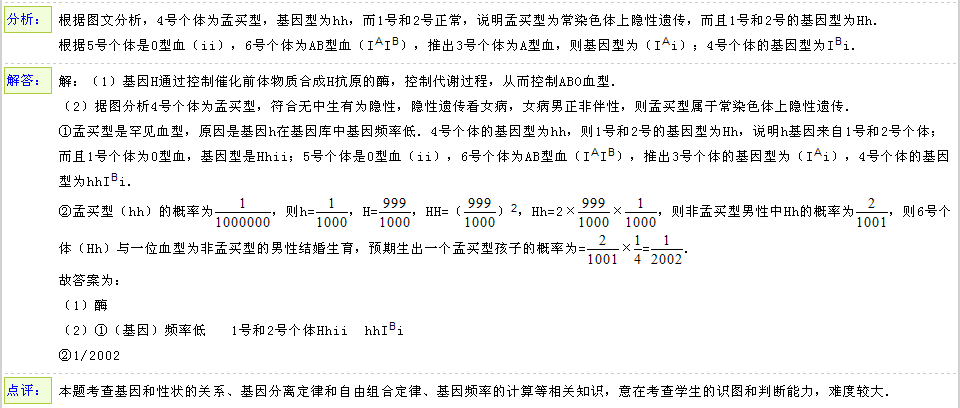 分析： 根据图文分析，4号个体为孟买型，基因型为hh，而1号和2号正常，说明孟买型为常染色体上隐性遗传，而且1号和2号的基因型为Hh．
根据5号个体是O型血（ii），6号个体为AB型血（I^A I^B），推出3号个体为A型血，则基因型为（I^A i）；4号个体的基因型为I^B i．
解答： 解：（1）基因H通过控制催化前体物质合成H抗原的酶，控制代谢过程，从而控制ABO血型．
（2）据图分析4号个体为孟买型，符合无中生有为隐性，隐性遗传看女病，女病男正非伴性，则孟买型属于常染色体上隐性遗传．
①孟买型是罕见血型，原因是基因h在基因库中基因频率低．4号个体的基因型为hh，则1号和2号的基因型为Hh，说明h基因来自1号和2号个体；
而且1号个体为O型血，基因型是Hhii；5号个体是O型血（ii），6号个体为AB型血（I^A I^B），推出3号个体的基因型为（I^A i），4号个体的基因
型为hhI^B i．
②孟买型（hh）的概率为1/1000000，则h=1/1000，H=999/1000，HH=（999/1000）^2，Hh=2×999/1000×1/1000，则非孟买型男性中Hh的概率为2/1001，则6号个
体（Hh）与一位血型为非孟买型的男性结婚生育，预期生出一个孟买型孩子的概率为=2/1001×1/4=1/2002．
故答案为：
（1）酶
（2）①（基因）频率低 1号和2号个体Hhii hhI^B i
②1/2002
点评： 本题考查基因和性状的关系、基因分离定律和自由组合定律、基因频率的计算等相关知识，意在考查学生的识图和判断能力，难度较大．